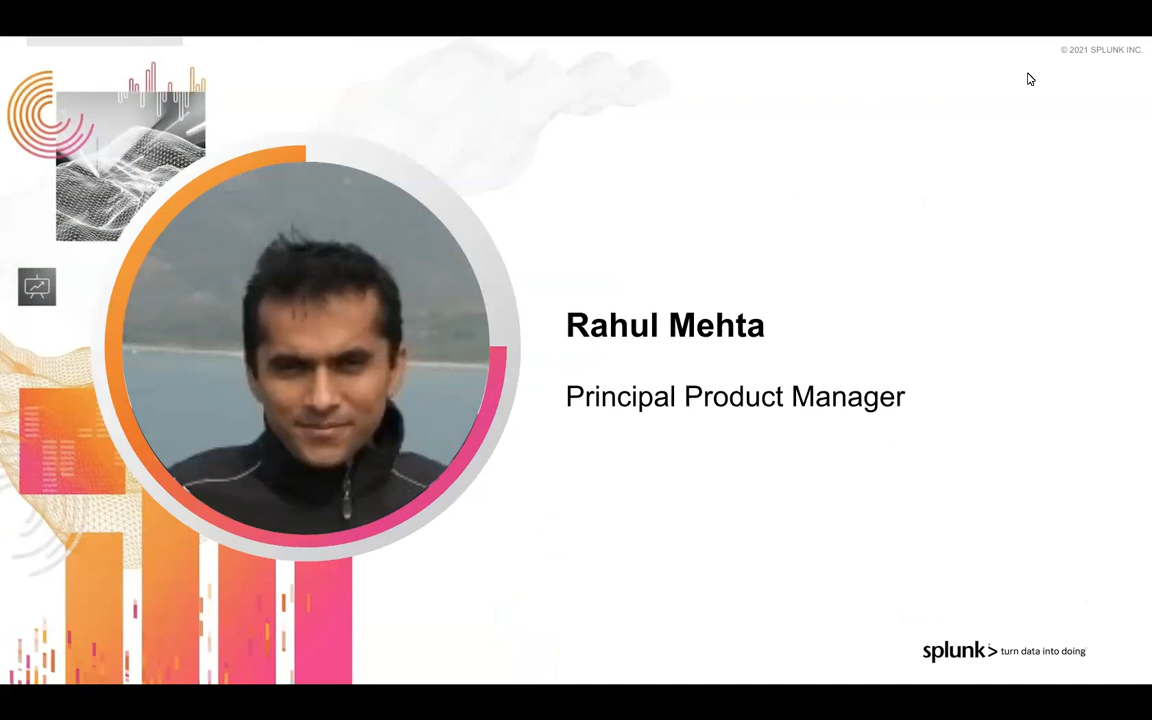 © 2021 SPLUNK INC.
Rahul Mehta
Principal Product Manager
splunk> turn data into doing